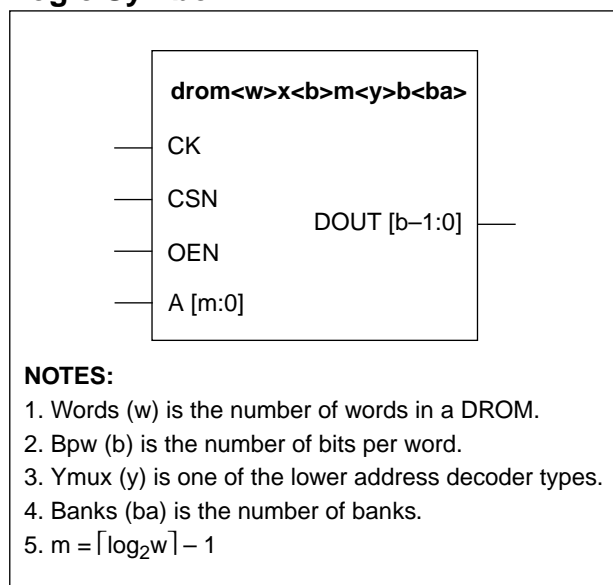 drom<w>x<b>m<y>b<ba>
CK
CSN
OEN
A [m:0]
DOUT [b–1:0]
NOTES:
1. Words (w) is the number of words in a DROM.
2. Bpw (b) is the number of bits per word.
3. Ymux (y) is one of the lower address decoder types.
4. Banks (ba) is the number of banks.
5. m = ⌈log₂w⌉ – 1